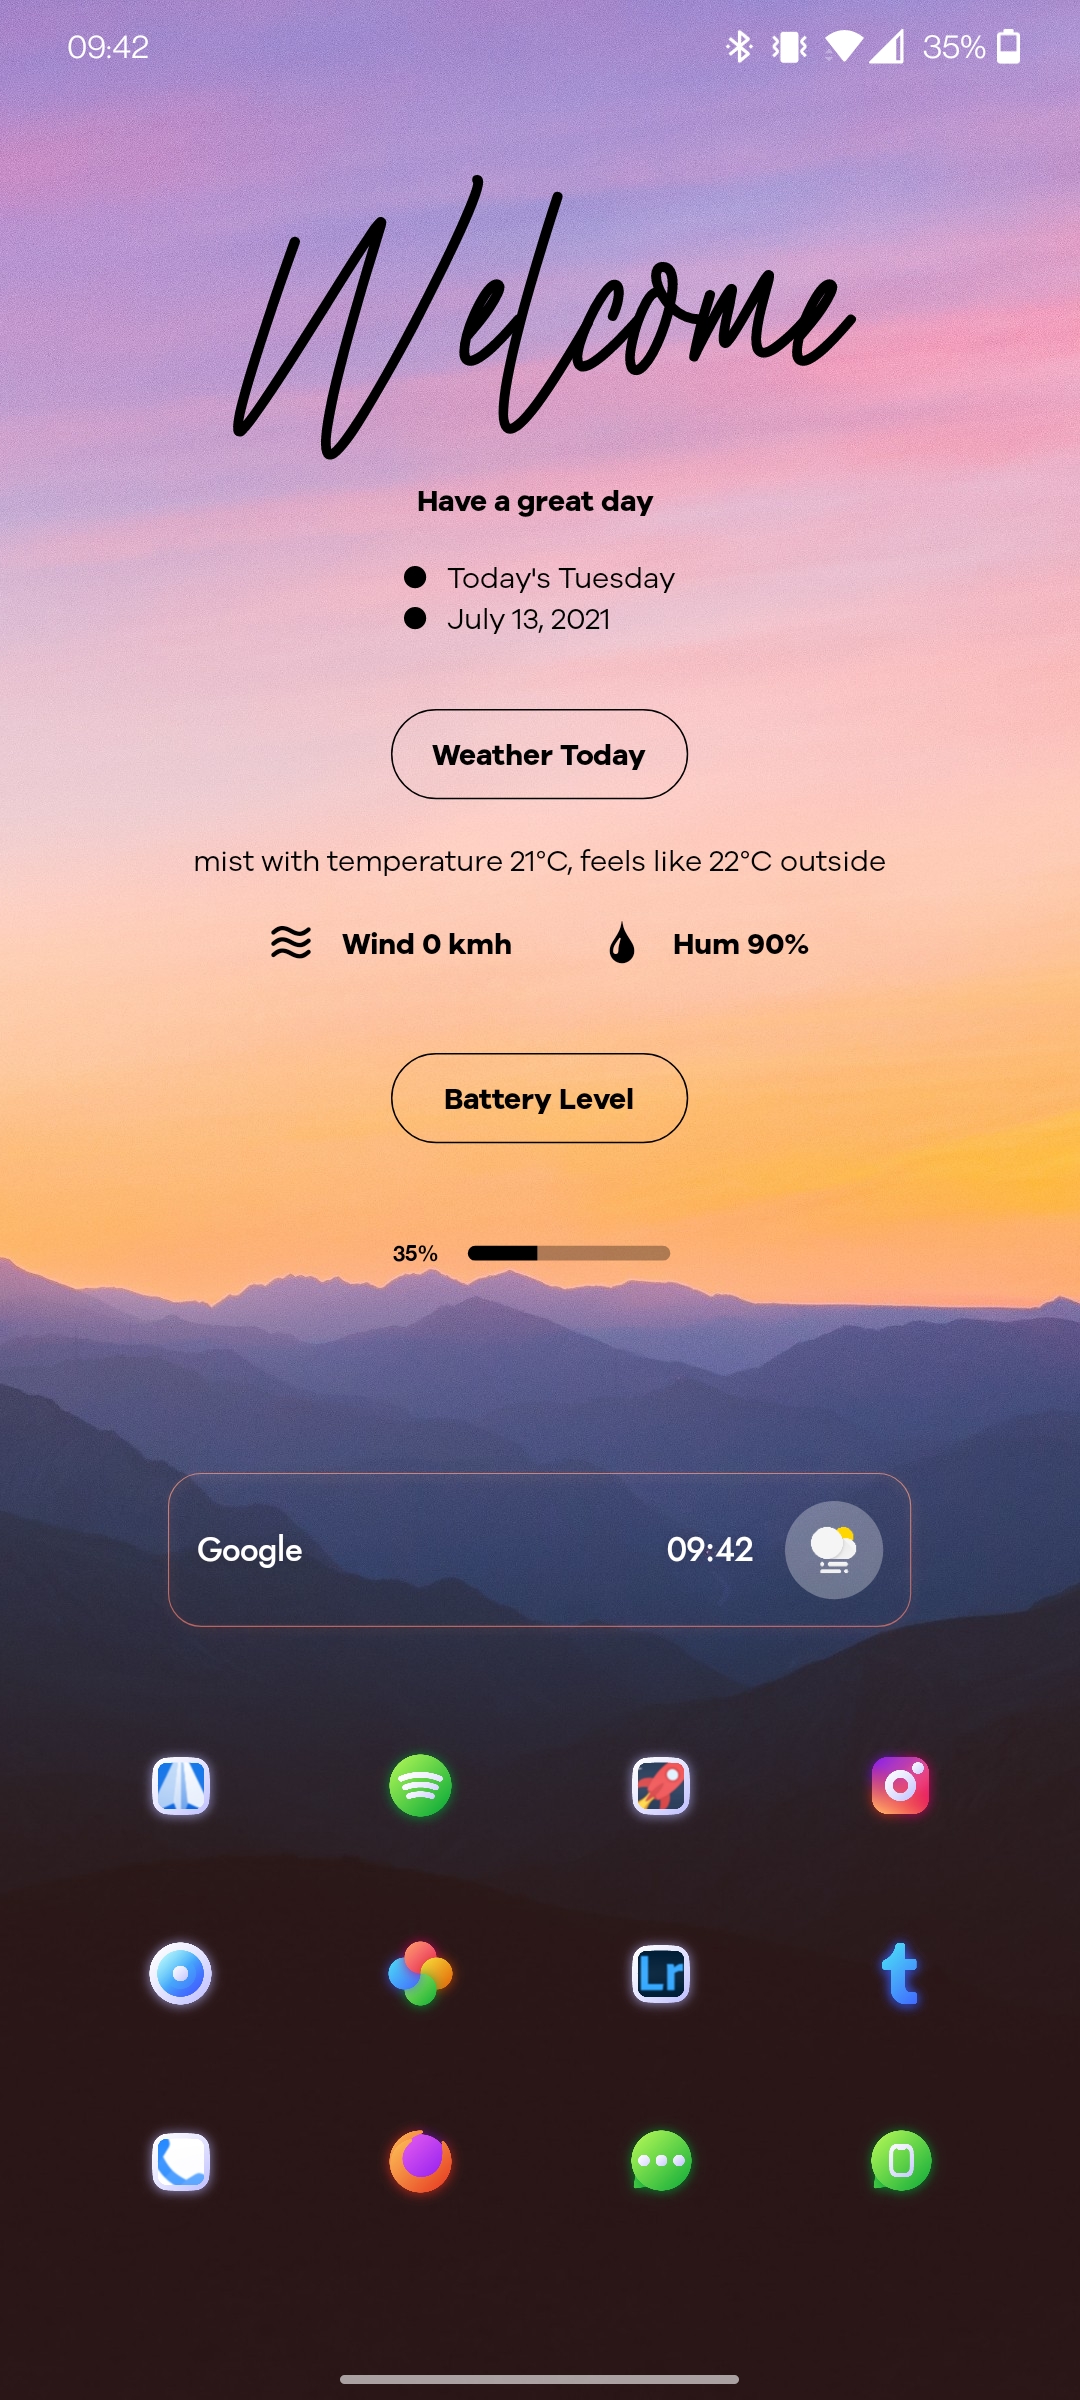 09:42 35%
Welcome
Have a great day
Today's Tuesday
July 13, 2021
Weather Today
mist with temperature 21°C, feels like 22°C outside
Wind 0 kmh Hum 90%
Battery Level
35%
Google 09:42
Lr t